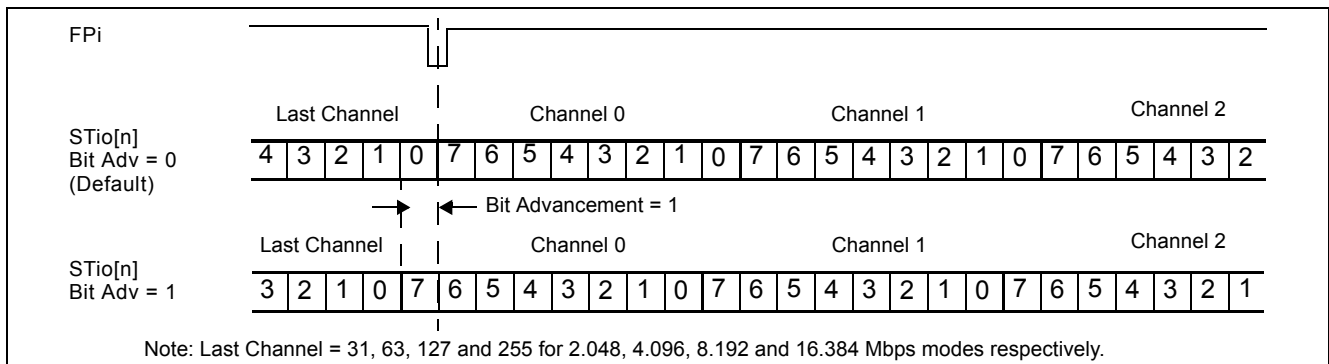 FPi
Last Channel Channel 0 Channel 1 Channel 2
STio[n]
Bit Adv = 0
(Default)
4 3 2 1 0 7 6 5 4 3 2 1 0 7 6 5 4 3 2 1 0 7 6 5 4 3 2
Bit Advancement = 1
Last Channel Channel 0 Channel 1 Channel 2
STio[n]
Bit Adv = 1
3 2 1 0 7 6 5 4 3 2 1 0 7 6 5 4 3 2 1 0 7 6 5 4 3 2 1
Note: Last Channel = 31, 63, 127 and 255 for 2.048, 4.096, 8.192 and 16.384 Mbps modes respectively.